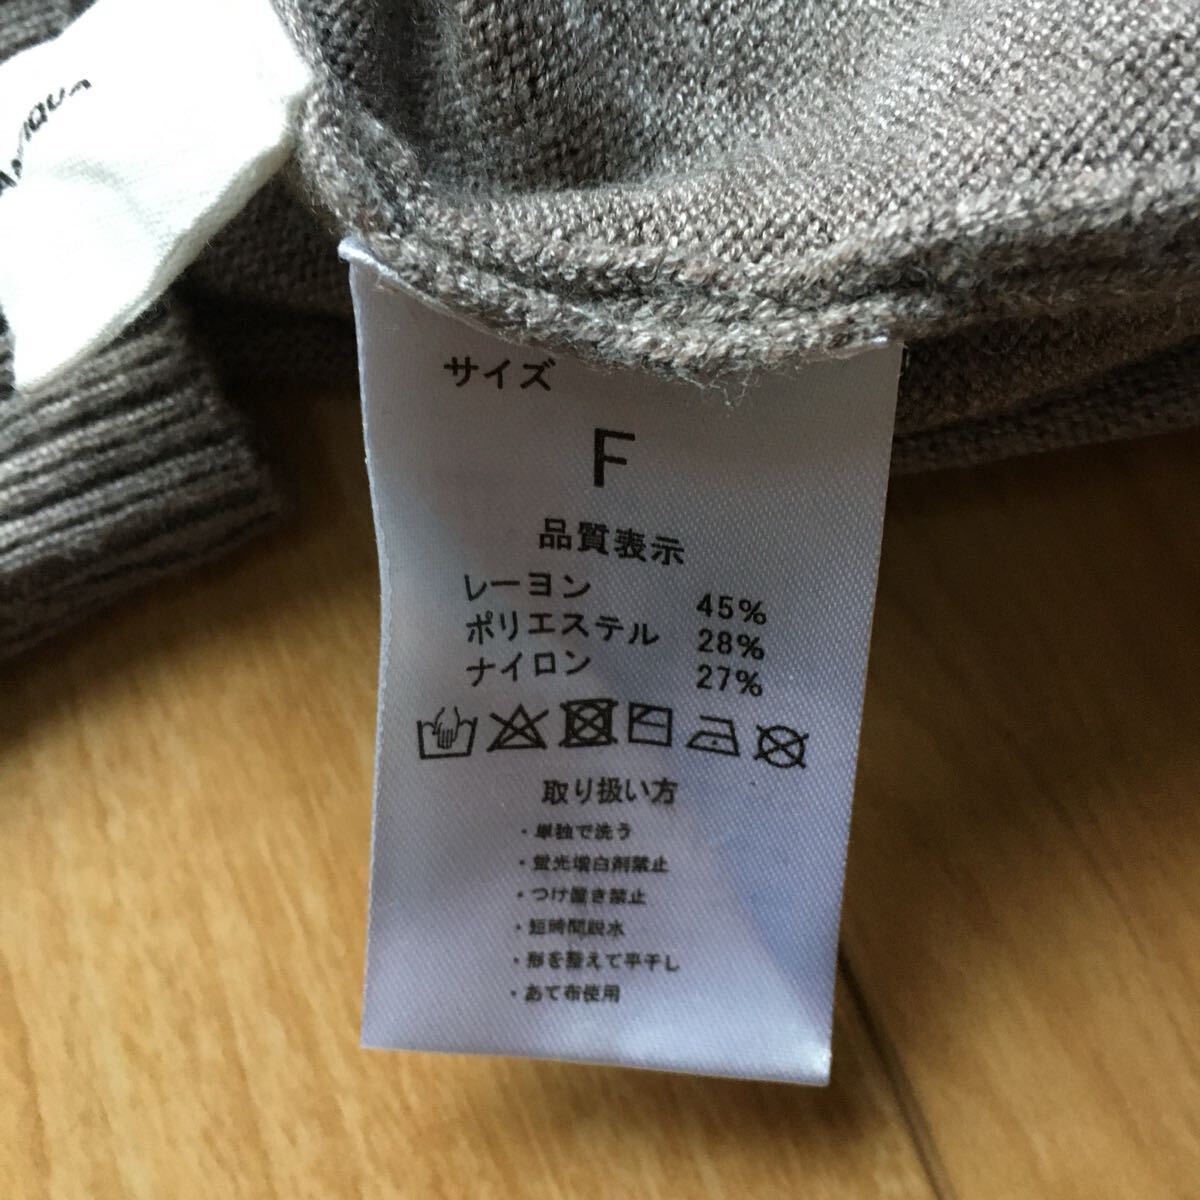 サイズ
F
品質表示
レーヨン 45%
ポリエステル 28%
ナイロン 27%
取り扱い方
・単独で洗う
・蛍光増白剤禁止
・つけ置き禁止
・短時間脱水
・形を整えて平干し
・あて布使用